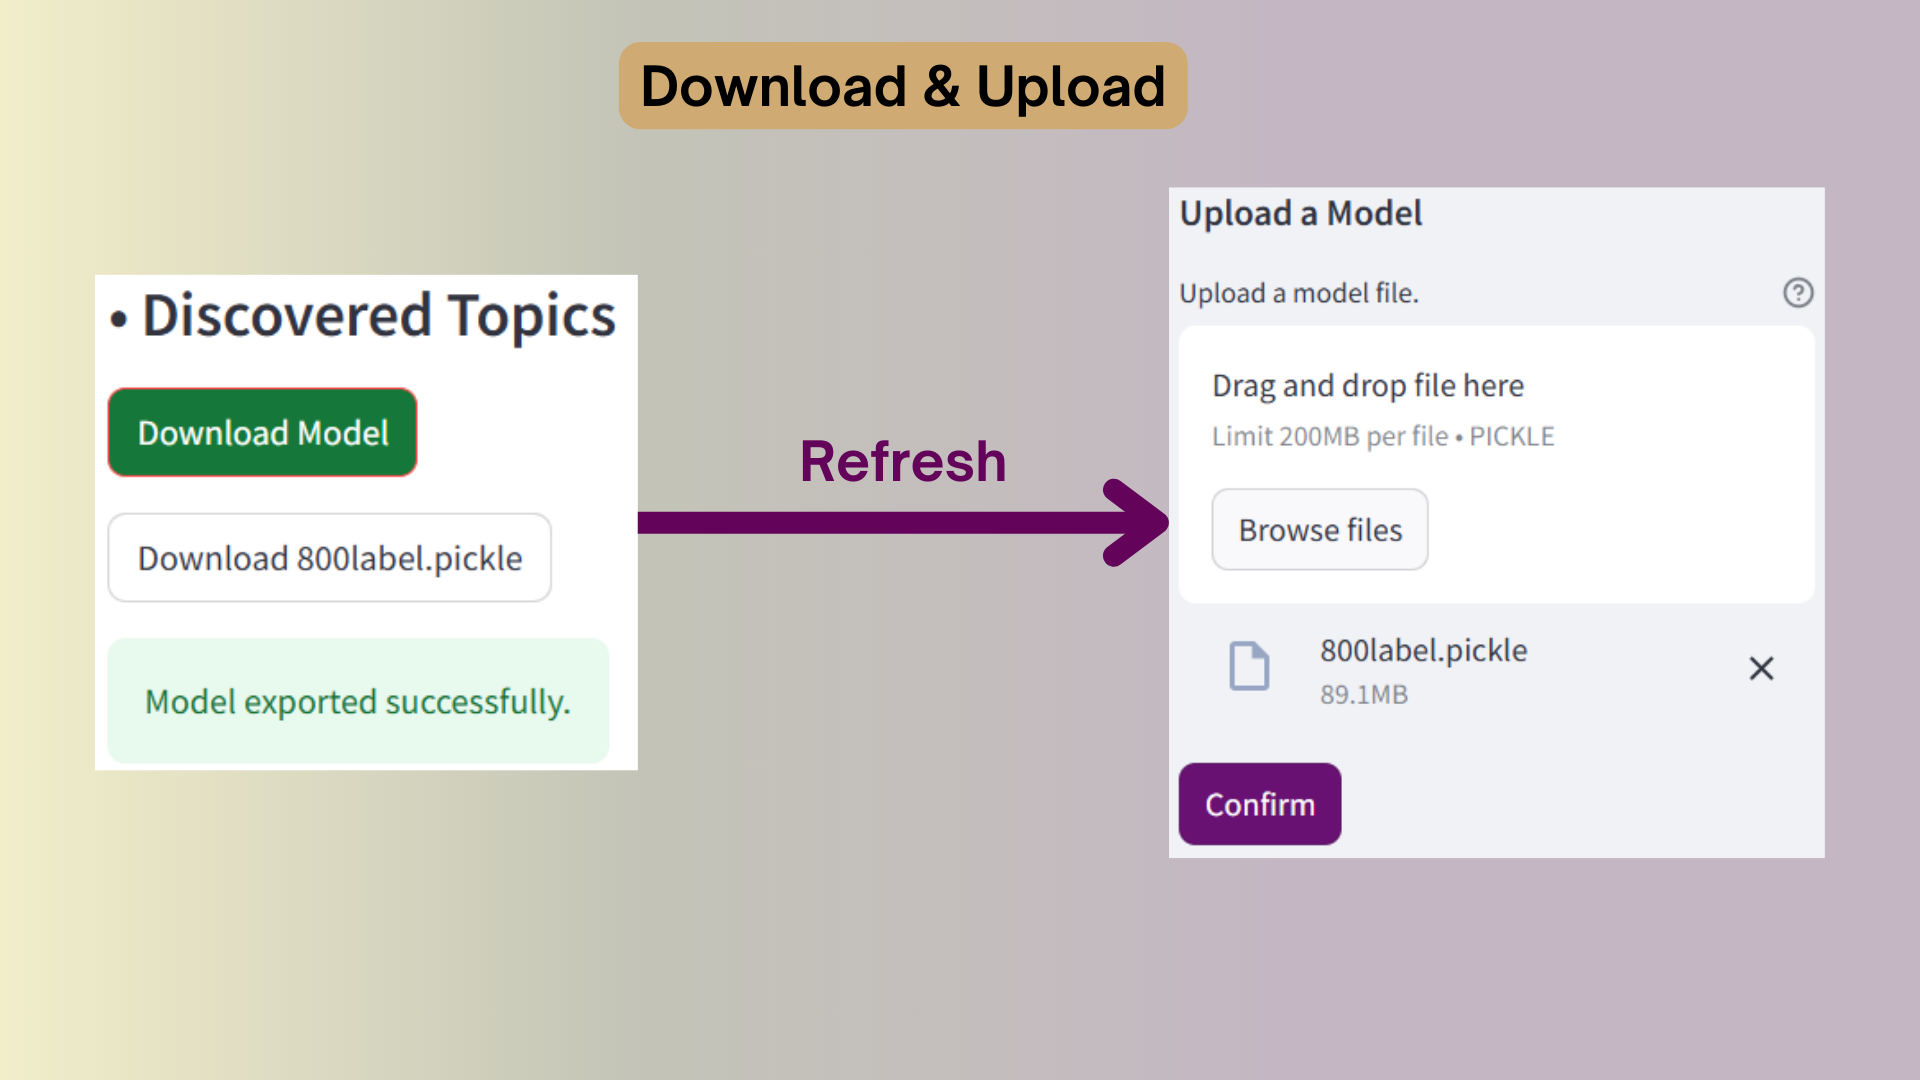 Download & Upload
• Discovered Topics
Download Model
Download 800label.pickle
Model exported successfully.
Refresh
Upload a Model
Upload a model file.
?
Drag and drop file here
Limit 200MB per file • PICKLE
Browse files
800label.pickle
89.1MB
Confirm